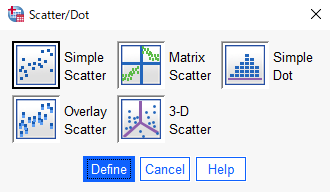 Scatter/Dot
Simple
Scatter
Matrix
Scatter
Simple
Dot
Overlay
Scatter
3-D
Scatter
Define
Cancel
Help